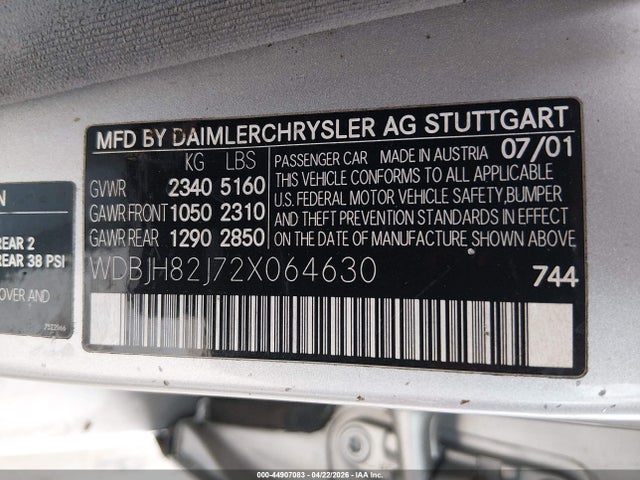 MFD BY DAIMLERCHRYSLER AG STUTTGART
KG LBS
GVWR 2340 5160
GAWR FRONT 1050 2310
GAWR REAR 1290 2850
PASSENGER CAR MADE IN AUSTRIA 07/01
THIS VEHICLE CONFORMS TO ALL APPLICABLE
U.S. FEDERAL MOTOR VEHICLE SAFETY, BUMPER
AND THEFT PREVENTION STANDARDS IN EFFECT
ON THE DATE OF MANUFACTURE SHOWN ABOVE.
WDBJH82J72X064630
744
REAR 2
REAR 38 PSI
OVER AND
000-44907083 - 04/22/2026 - IAA, Inc.